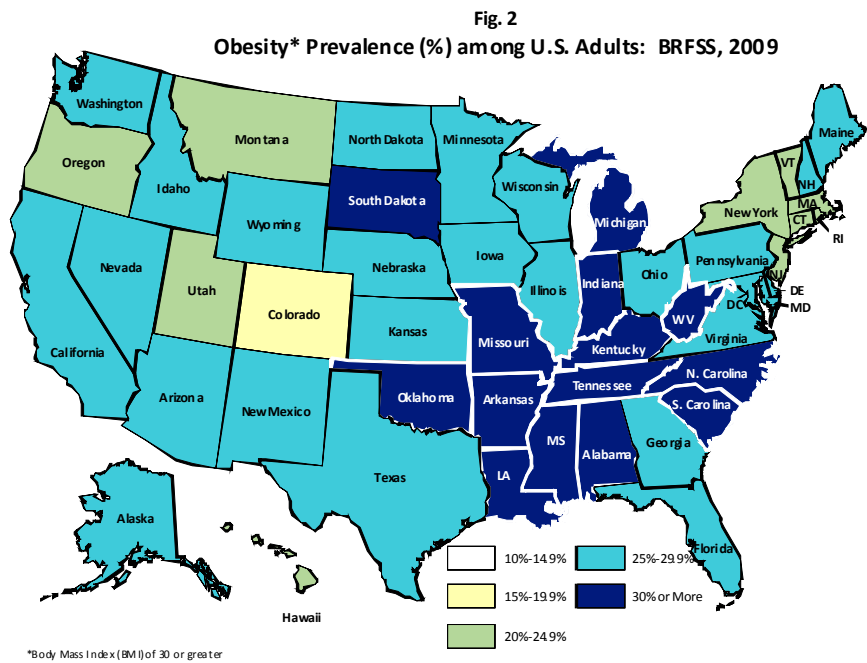 Fig. 2
Obesity* Prevalence (%) among U.S. Adults: BRFSS, 2009
Washington
Montana
North Dakota
Minnesota
Maine
Oregon
Idaho
South Dakota
Wisconsin
Michigan
VT
NH
New York
MA
CT
RI
Wyoming
Nevada
Utah
Colorado
Nebraska
Iowa
Illinois
Indiana
Ohio
Pennsylvania
NJ
DE
MD
DC
California
Kansas
Missouri
Kentucky
WV
Virginia
Arizona
New Mexico
Oklahoma
Arkansas
Tennessee
N. Carolina
S. Carolina
Texas
LA
MS
Alabama
Georgia
Florida
Alaska
Hawaii
10%-14.9%
25%-29.9%
15%-19.9%
30% or More
20%-24.9%
*Body Mass Index (BMI) of 30 or greater